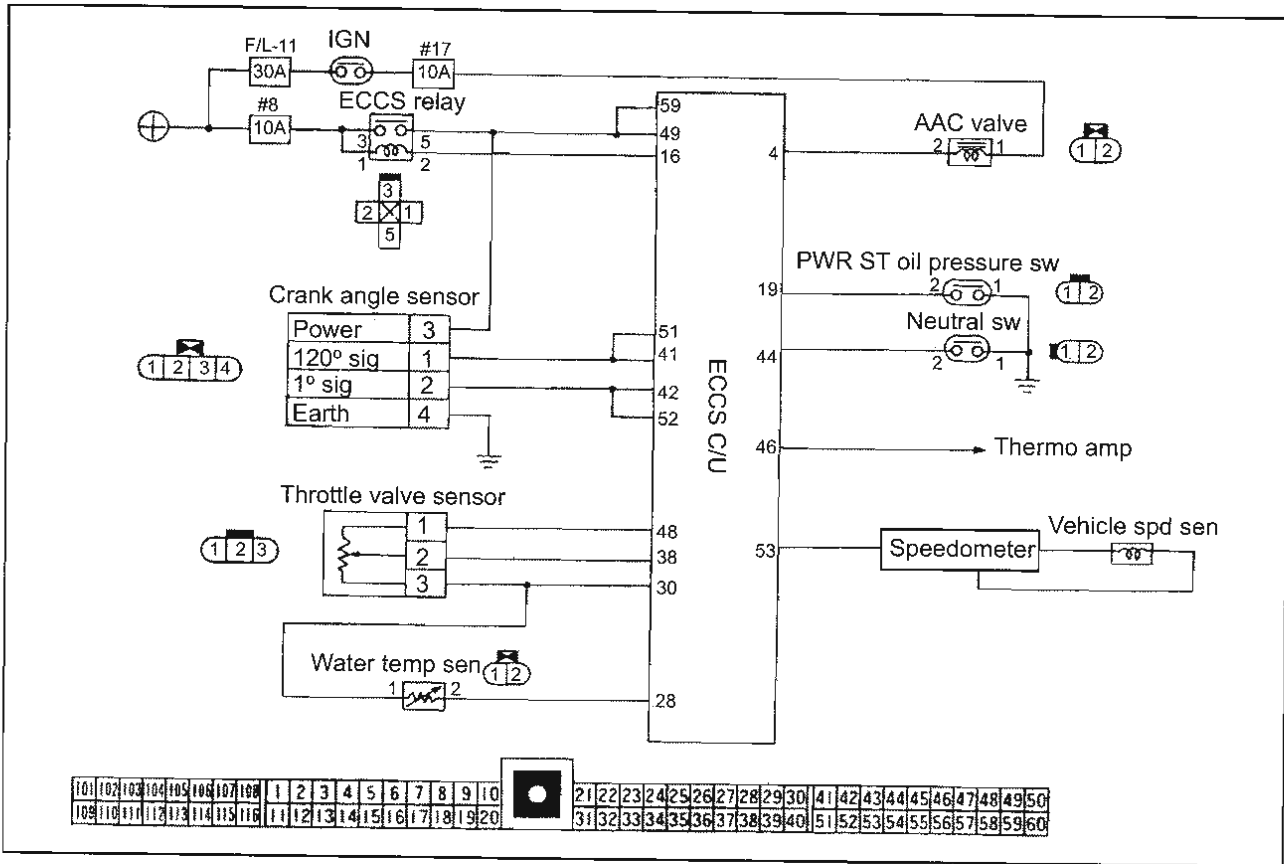 F/L-11 IGN #17
30A 10A
#8 ECCS relay
10A
3 5
1 2
3
2 1
5
59
49
16
4
AAC valve
2 1
1 2
PWR ST oil pressure sw
19 2 1
1 2
Neutral sw
44 2 1
1 2
Crank angle sensor
Power 3
120º sig 1
1º sig 2
Earth 4
1 2 3 4
51
41
42
52
ECCS C/U
46 Thermo amp
Throttle valve sensor
1
2
3
1 2 3
48
38
30
53 Speedometer
Vehicle spd sen
Water temp sen
1 2
1 2
28
101 102 103 104 105 106 107 108 1 2 3 4 5 6 7 8 9 10 21 22 23 24 25 26 27 28 29 30 41 42 43 44 45 46 47 48 49 50
109 110 111 112 113 114 115 116 11 12 13 14 15 16 17 18 19 20 31 32 33 34 35 36 37 38 39 40 51 52 53 54 55 56 57 58 59 60